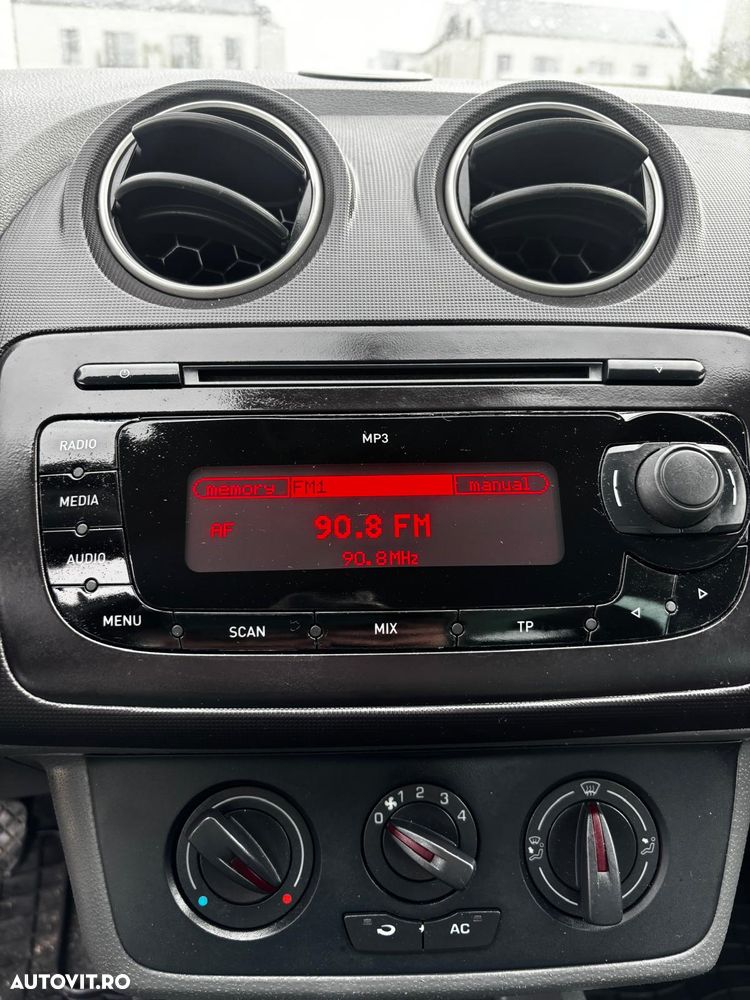 MP3
RADIO
MEDIA
AUDIO
MENU
memory FM1 manual
AF 90.8 FM
90.8MHz
SCAN MIX TP
0 1 2 3 4
AC
AUTOVIT.RO